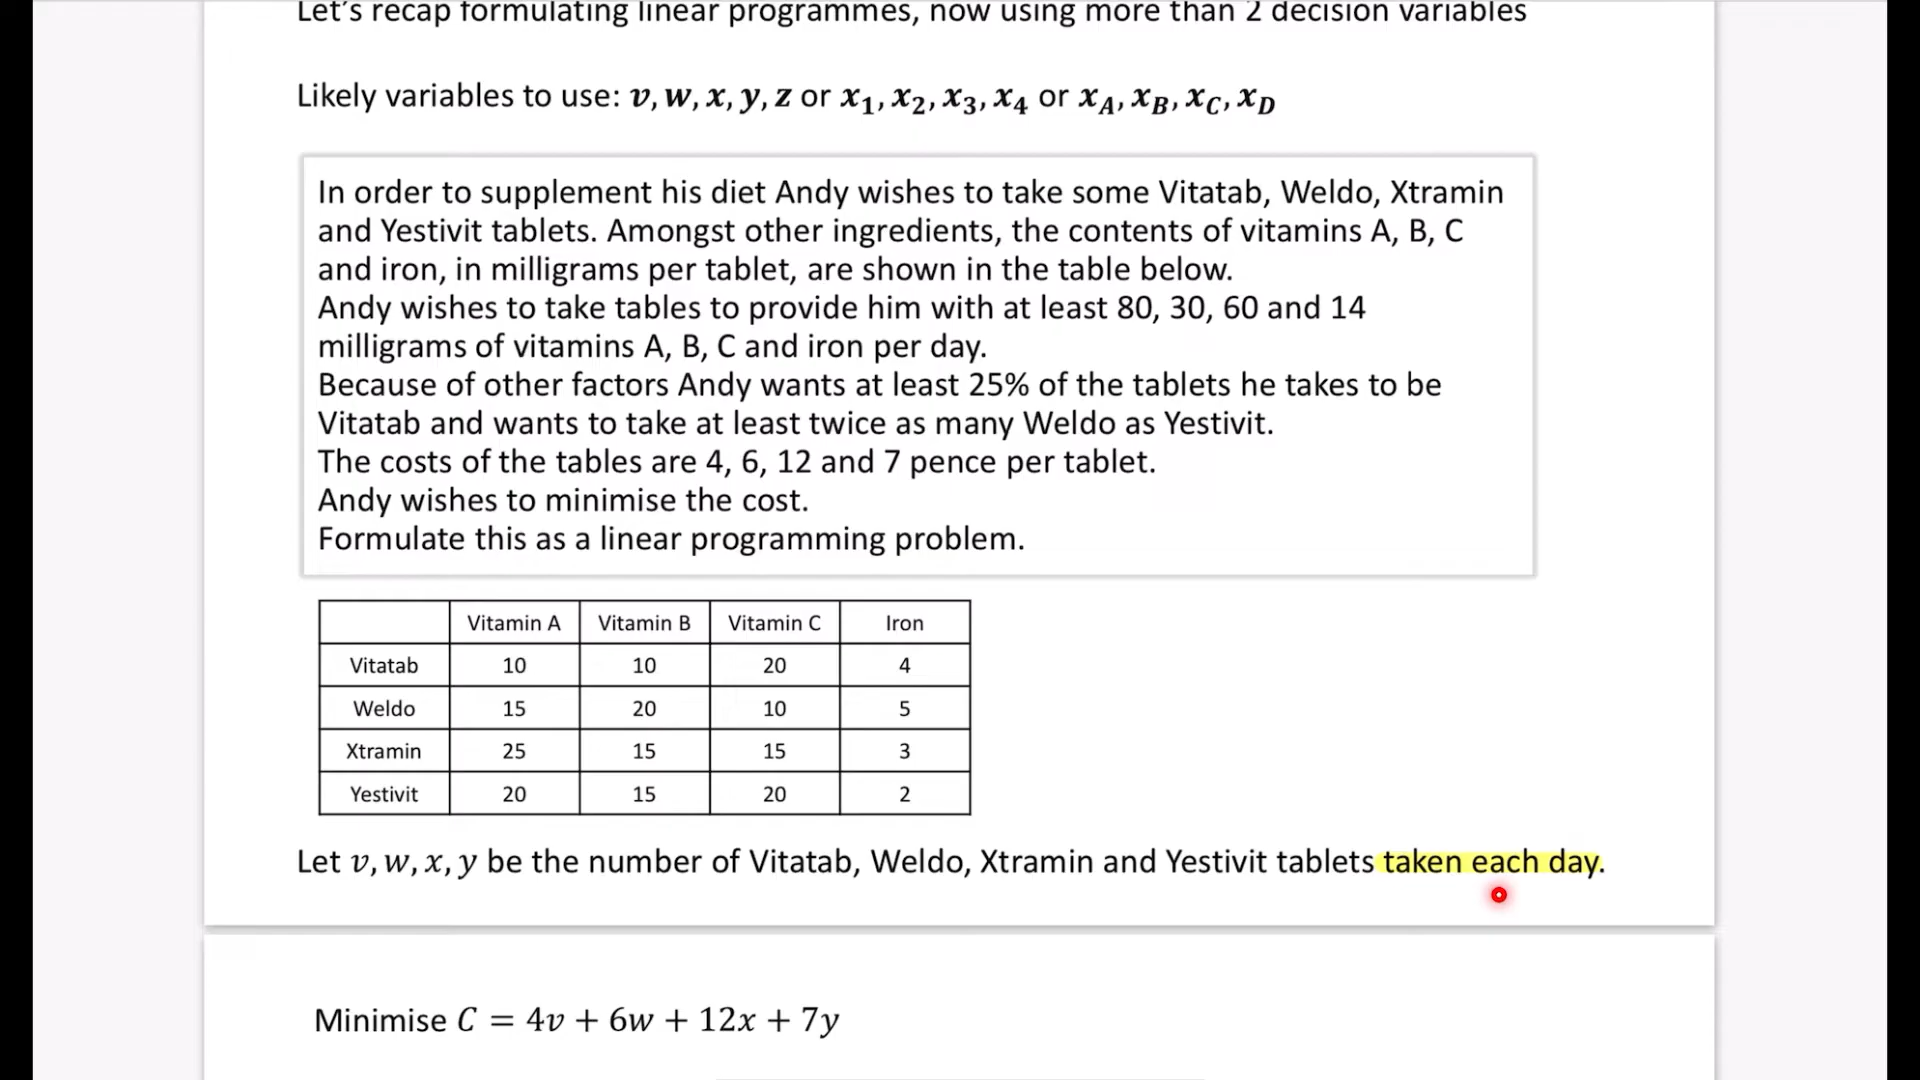 Let's recap formulating linear programmes, now using more than 2 decision variables
Likely variables to use: v, w, x, y, z or x₁, x₂, x₃, x₄ or x_A, x_B, x_C, x_D
In order to supplement his diet Andy wishes to take some Vitatab, Weldo, Xtramin
and Yestivit tablets. Amongst other ingredients, the contents of vitamins A, B, C
and iron, in milligrams per tablet, are shown in the table below.
Andy wishes to take tables to provide him with at least 80, 30, 60 and 14
milligrams of vitamins A, B, C and iron per day.
Because of other factors Andy wants at least 25% of the tablets he takes to be
Vitatab and wants to take at least twice as many Weldo as Yestivit.
The costs of the tables are 4, 6, 12 and 7 pence per tablet.
Andy wishes to minimise the cost.
Formulate this as a linear programming problem.
Vitamin A Vitamin B Vitamin C Iron
Vitatab 10 10 20 4
Weldo 15 20 10 5
Xtramin 25 15 15 3
Yestivit 20 15 20 2
Let v, w, x, y be the number of Vitatab, Weldo, Xtramin and Yestivit tablets taken each day.
Minimise C = 4v + 6w + 12x + 7y